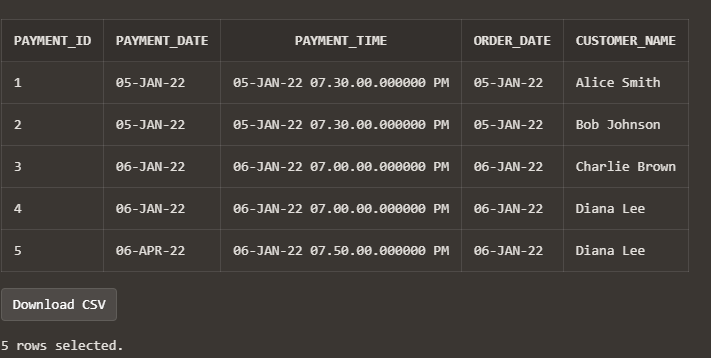 PAYMENT_ID PAYMENT_DATE PAYMENT_TIME ORDER_DATE CUSTOMER_NAME
1 05-JAN-22 05-JAN-22 07.30.00.000000 PM 05-JAN-22 Alice Smith
2 05-JAN-22 05-JAN-22 07.30.00.000000 PM 05-JAN-22 Bob Johnson
3 06-JAN-22 06-JAN-22 07.00.00.000000 PM 06-JAN-22 Charlie Brown
4 06-JAN-22 06-JAN-22 07.00.00.000000 PM 06-JAN-22 Diana Lee
5 06-APR-22 06-JAN-22 07.50.00.000000 PM 06-JAN-22 Diana Lee
Download CSV
5 rows selected.